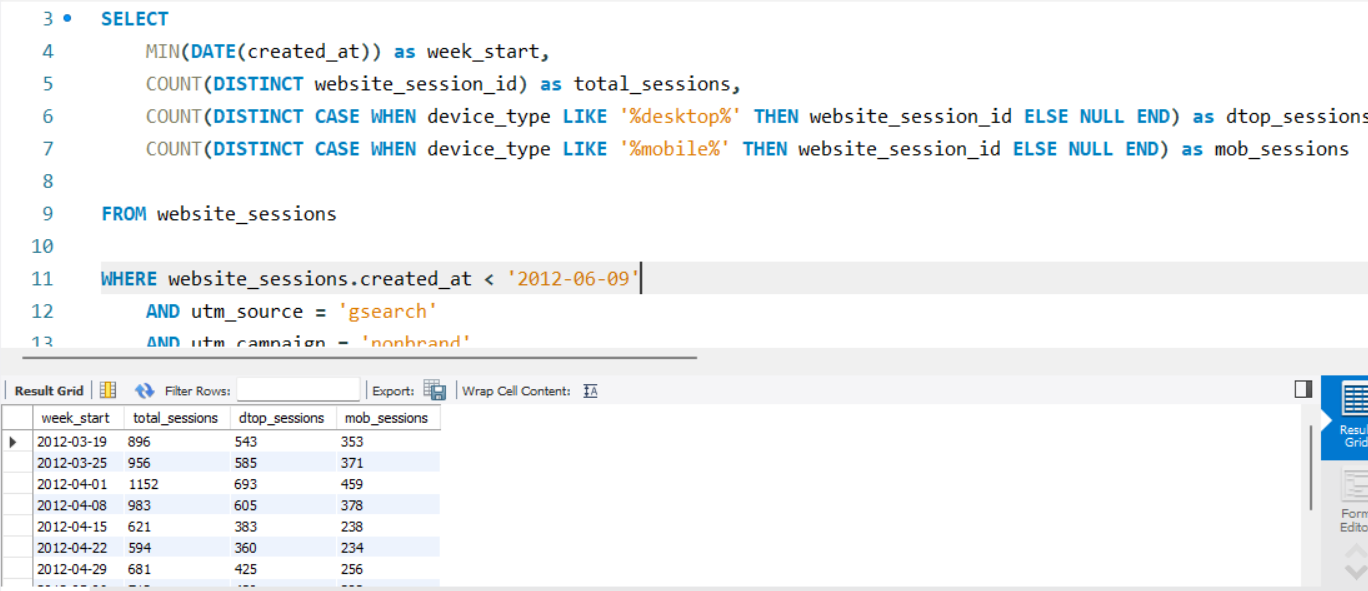 3 SELECT
4 MIN(DATE(created_at)) as week_start,
5 COUNT(DISTINCT website_session_id) as total_sessions,
6 COUNT(DISTINCT CASE WHEN device_type LIKE '%desktop%' THEN website_session_id ELSE NULL END) as dtop_sessions
7 COUNT(DISTINCT CASE WHEN device_type LIKE '%mobile%' THEN website_session_id ELSE NULL END) as mob_sessions
8
9 FROM website_sessions
10
11 WHERE website_sessions.created_at < '2012-06-09'
12 AND utm_source = 'gsearch'
13 AND utm_campaign = 'nonbrand'
Result Grid Filter Rows: Export: Wrap Cell Content: IA
week_start total_sessions dtop_sessions mob_sessions
2012-03-19 896 543 353
2012-03-25 956 585 371
2012-04-01 1152 693 459
2012-04-08 983 605 378
2012-04-15 621 383 238
2012-04-22 594 360 234
2012-04-29 681 425 256
Resul
Grid
Form
Edito